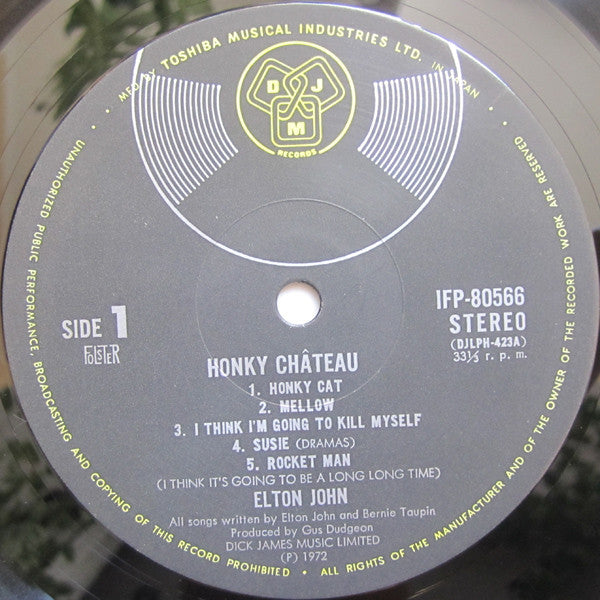 • MFD. BY TOSHIBA MUSICAL INDUSTRIES LTD. IN JAPAN •
D J
M
RECORDS
IFP-80566
SIDE 1
STEREO
FOLSTER
(DJLPH-423A)
33⅓ r. p. m.
HONKY CHÂTEAU
1. HONKY CAT
2. MELLOW
3. I THINK I'M GOING TO KILL MYSELF
4. SUSIE (DRAMAS)
5. ROCKET MAN
(I THINK IT'S GOING TO BE A LONG LONG TIME)
ELTON JOHN
All songs written by Elton John and Bernie Taupin
Produced by Gus Dudgeon
DICK JAMES MUSIC LIMITED
(P) 1972
UNAUTHORIZED PUBLIC PERFORMANCE, BROADCASTING AND COPYING OF THIS RECORD PROHIBITED • ALL RIGHTS OF THE MANUFACTURER AND OF THE OWNER OF THE RECORDED WORK ARE RESERVED